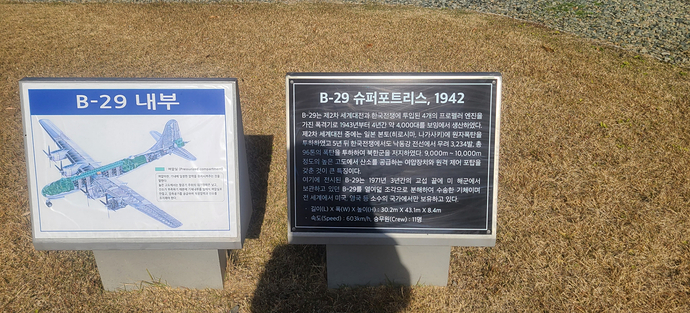 B-29 내부
B-29 슈퍼포트리스, 1942
B-29는 제2차 세계대전과 한국전쟁에 투입된 4개의 프로펠러 엔진을
가진 폭격기로 1943년부터 4년간 약 4,000대를 보잉에서 생산하였다.
제2차 세계대전 중에는 일본 본토(히로시마, 나가사키)에 원자폭탄을
투하하였고 5년 뒤 한국전쟁에서도 낙동강 전선에서 무려 3,234발, 총
96톤의 폭탄을 투하하여 북한군을 저지하였다. 9,000m ~ 10,000m
정도의 높은 고도에서 산소를 공급하는 여압장치와 원격 제어 포탑을
갖춘 것이 큰 특징이다.
여기에 전시된 B-29는 1971년 3년간의 교섭 끝에 미 해군에서
보관하고 있던 B-29를 열여덟 조각으로 분해하여 수송한 기체이며
전 세계에서 미국, 영국 등 소수의 국가에서만 보유하고 있다.
· 길이(L) X 폭(W) X 높이(H) : 30.2m X 43.1m X 8.4m
속도(Speed) : 603km/h, 승무원(Crew) : 11명